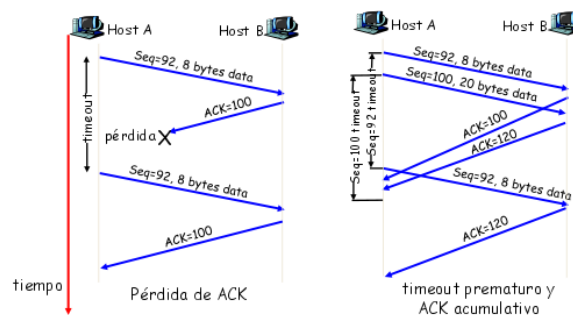 Host A
Host B
Seq=92, 8 bytes data
ACK=100
timeout
pérdida
X
Seq=92, 8 bytes data
ACK=100
tiempo
Pérdida de ACK
Host A
Host B
Seq=92, 8 bytes data
Seq=100, 20 bytes data
ACK=100
ACK=120
Seq=100 timeout
Seq=92 timeout
Seq=92, 8 bytes data
ACK=120
timeout prematuro y
ACK acumulativo